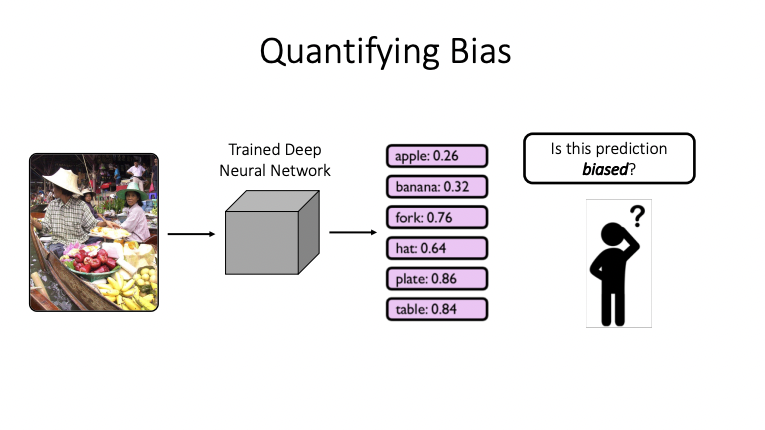 Quantifying Bias
Trained Deep
Neural Network
apple: 0.26
banana: 0.32
fork: 0.76
hat: 0.64
plate: 0.86
table: 0.84
Is this prediction
biased?
?